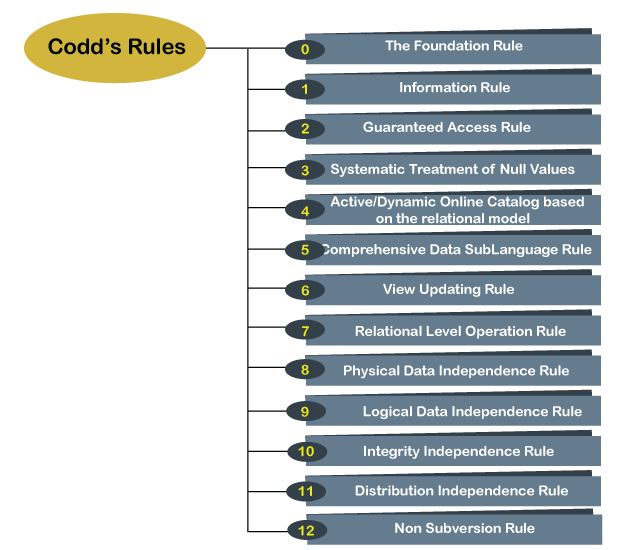 Codd's Rules
0 The Foundation Rule
1 Information Rule
2 Guaranteed Access Rule
3 Systematic Treatment of Null Values
4 Active/Dynamic Online Catalog based
on the relational model
5 Comprehensive Data SubLanguage Rule
6 View Updating Rule
7 Relational Level Operation Rule
8 Physical Data Independence Rule
9 Logical Data Independence Rule
10 Integrity Independence Rule
11 Distribution Independence Rule
12 Non Subversion Rule